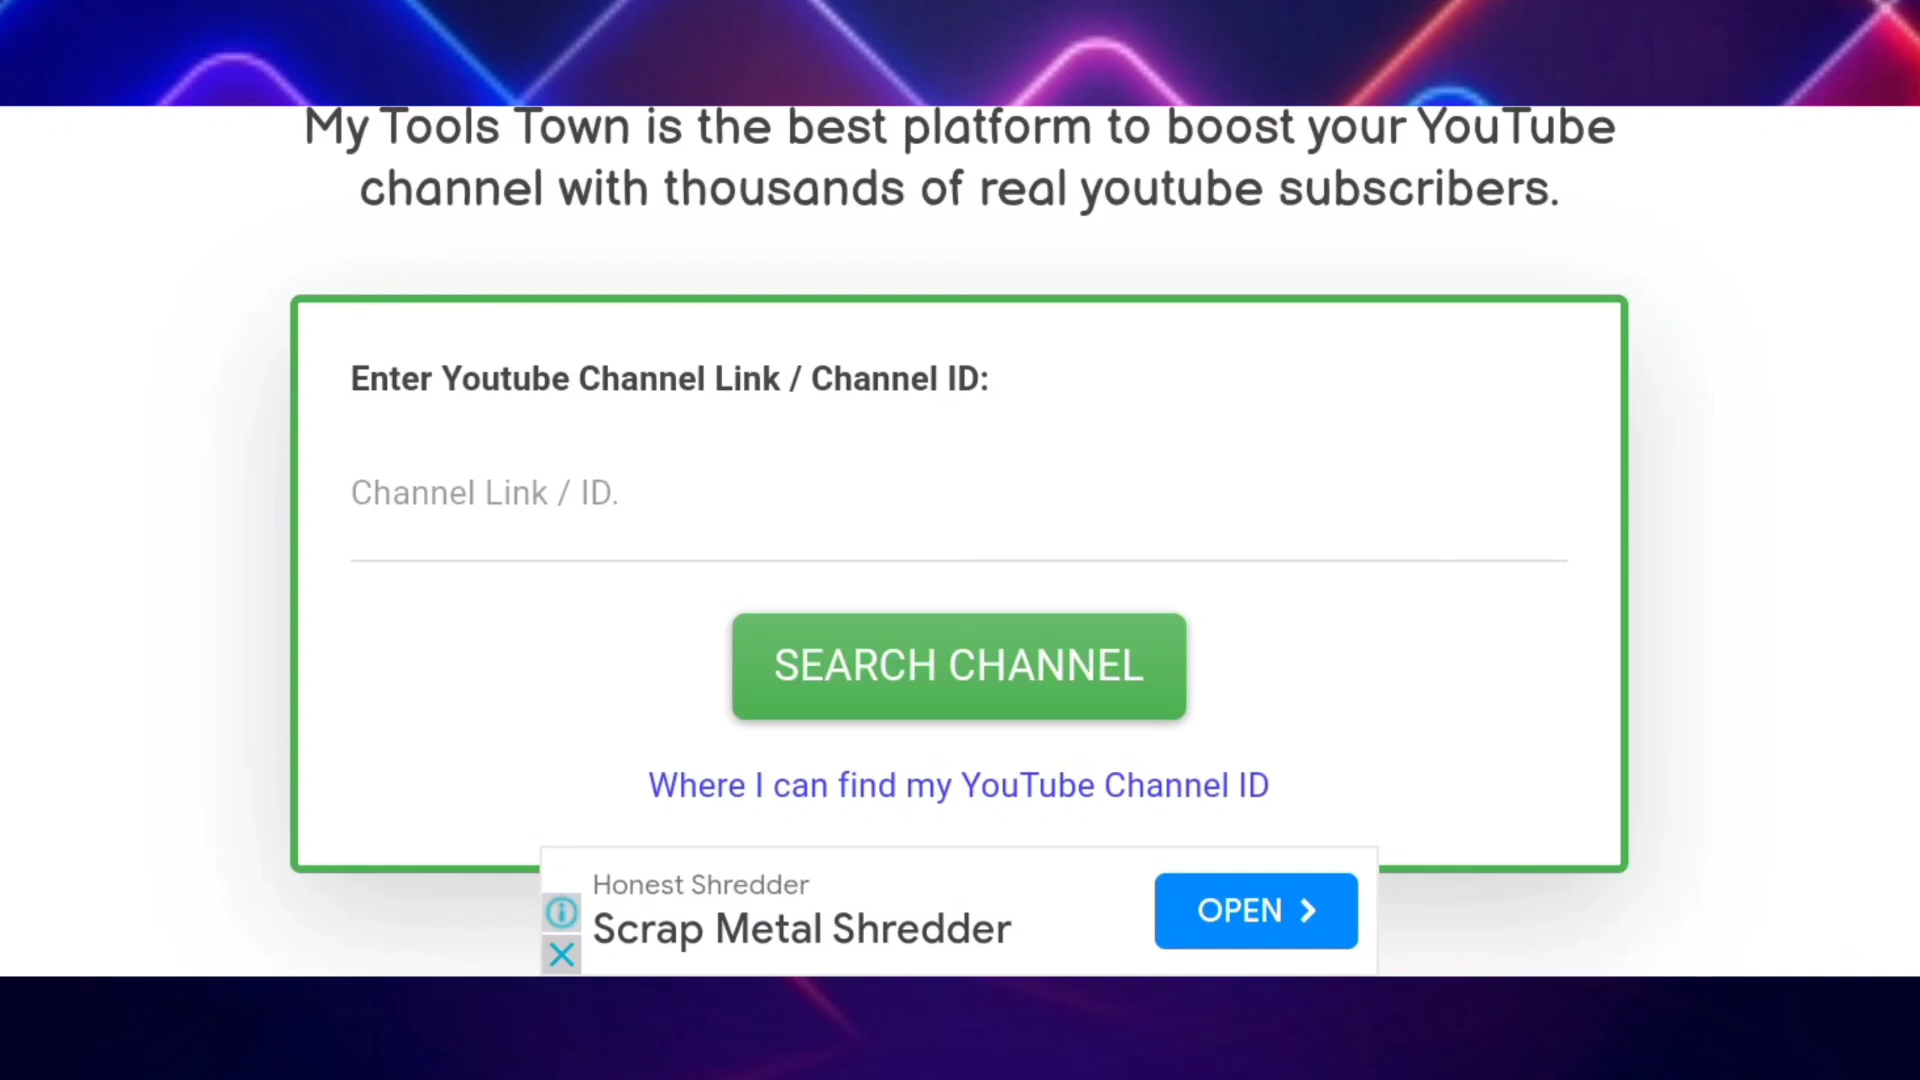 My Tools Town is the best platform to boost your YouTube
channel with thousands of real youtube subscribers.
Enter Youtube Channel Link / Channel ID:
Channel Link / ID.
SEARCH CHANNEL
Where I can find my YouTube Channel ID
Honest Shredder
Scrap Metal Shredder
OPEN